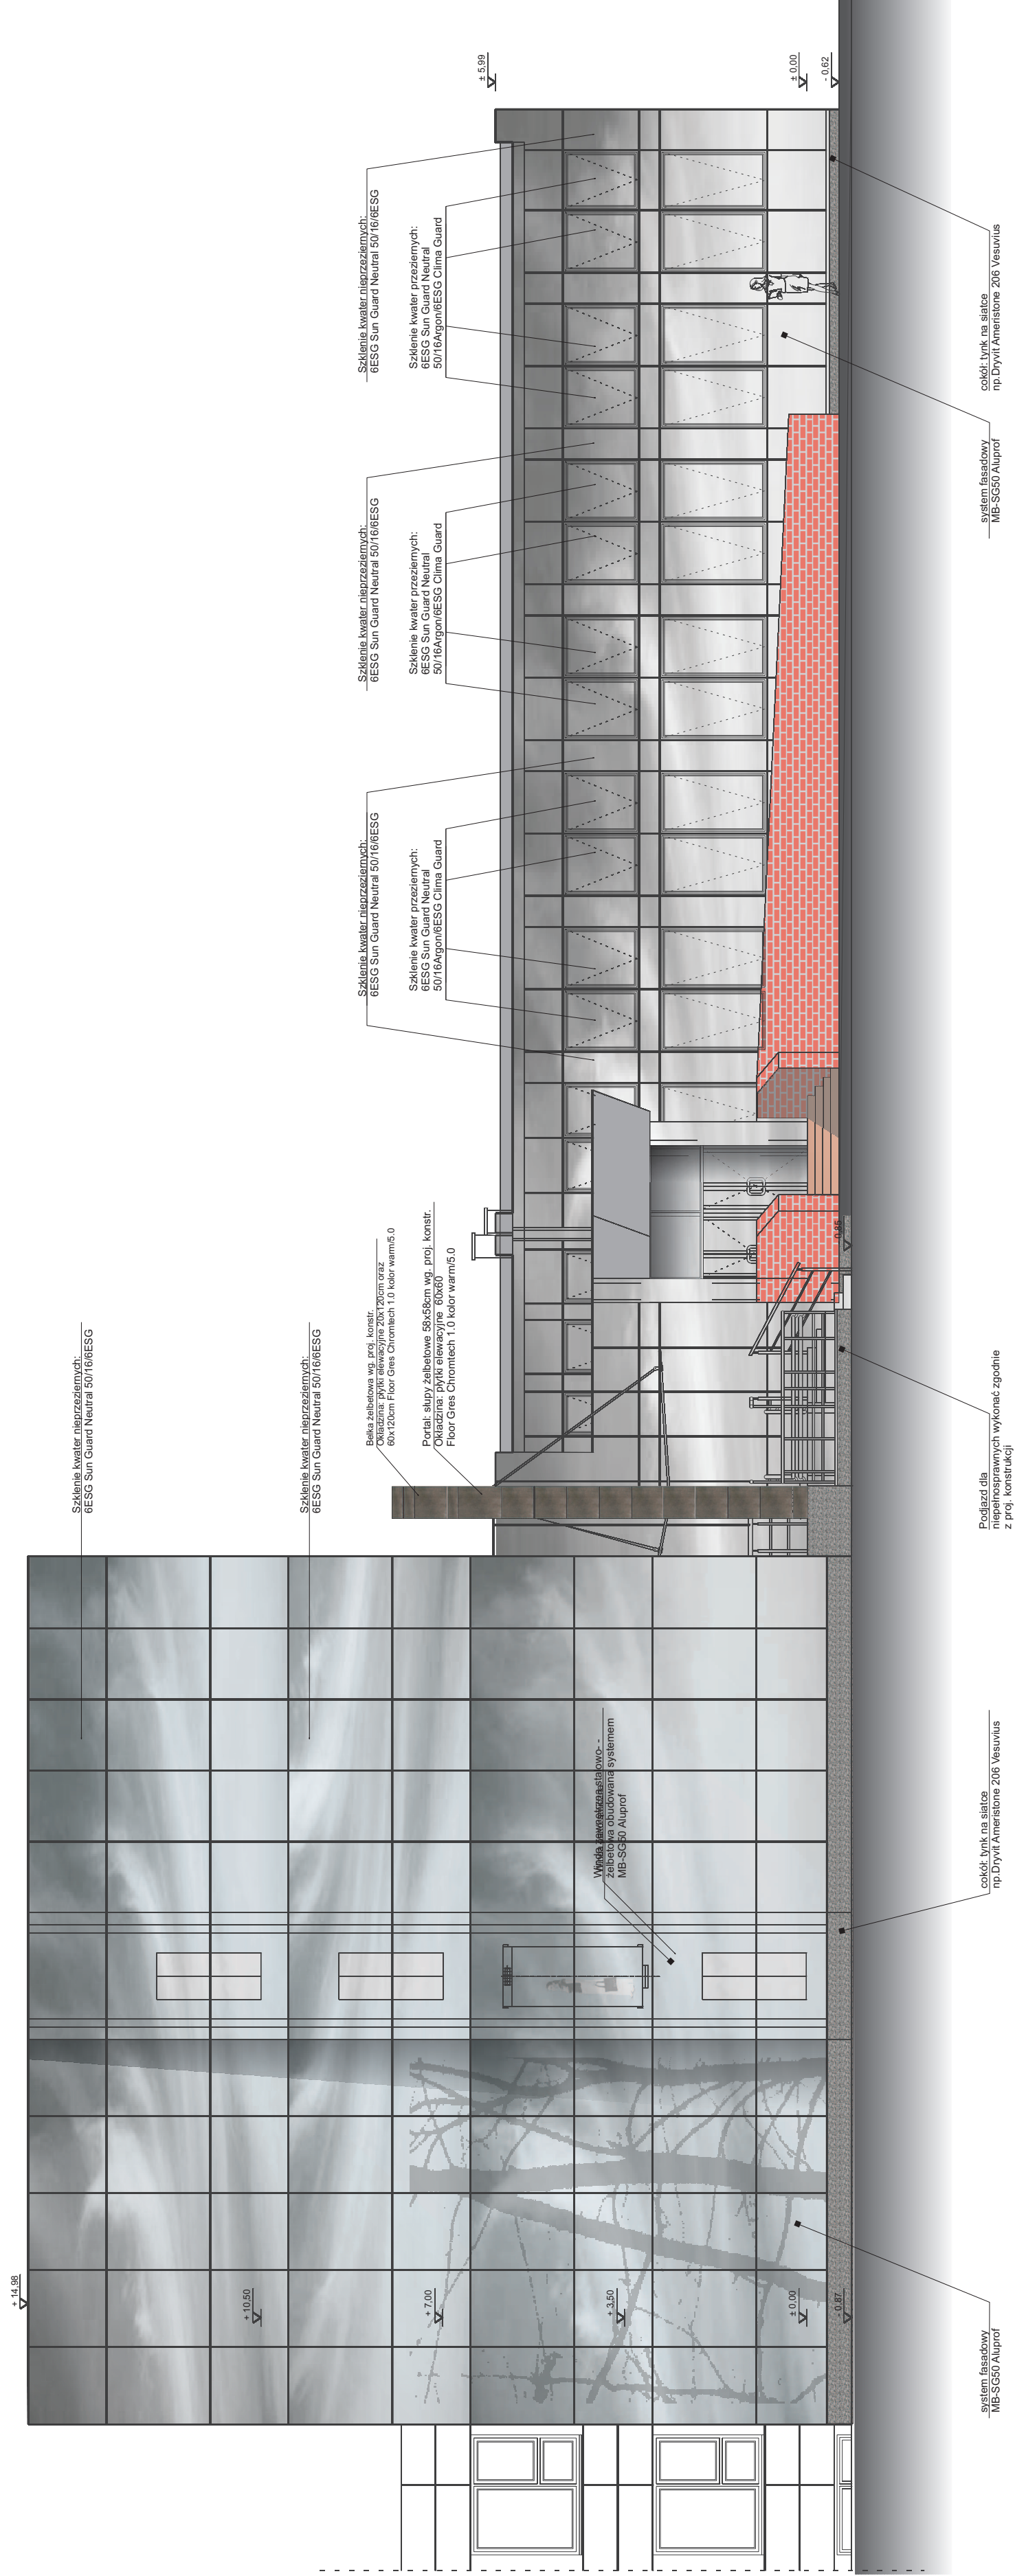 + 14,98
+ 10,50
+ 7,00
+ 3,50
± 0,00
- 0,87
system fasadowy
MB-SG50 Aluprof
Szklenie kwater nieprzeziernych:
6ESG Sun Guard Neutral 50/16/6ESG
Szklenie kwater nieprzeziernych:
6ESG Sun Guard Neutral 50/16/6ESG
żelbetowa obudowana systemem
MB-SG50 Aluprof
cokół: tynk na siatce
np.Dryvit Ameristone 206 Vesuvius
Belka żelbetowa wg. proj. konstr.
Okładzina: płytki elewacyjne 20x120cm oraz
60x120cm Floor Gres Chromtech 1.0 kolor warm/5.0
Portal: słupy żelbetowe 58x58cm wg. proj. konstr.
Okładzina: płytki elewacyjne 60x60
Floor Gres Chromtech 1.0 kolor warm/5.0
Podjazd dla
niepełnosprawnych wykonać zgodnie
z proj. konstrukcji
Szklenie kwater nieprzeziernych:
6ESG Sun Guard Neutral 50/16/6ESG
Szklenie kwater przeziernych:
6ESG Sun Guard Neutral
50/16Argon/6ESG Clima Guard
Szklenie kwater nieprzeziernych:
6ESG Sun Guard Neutral 50/16/6ESG
Szklenie kwater przeziernych:
6ESG Sun Guard Neutral
50/16Argon/6ESG Clima Guard
Szklenie kwater nieprzeziernych:
6ESG Sun Guard Neutral 50/16/6ESG
Szklenie kwater przeziernych:
6ESG Sun Guard Neutral
50/16Argon/6ESG Clima Guard
system fasadowy
MB-SG50 Aluprof
cokół: tynk na siatce
np.Dryvit Ameristone 206 Vesuvius
± 5,99
± 0,00
- 0,62